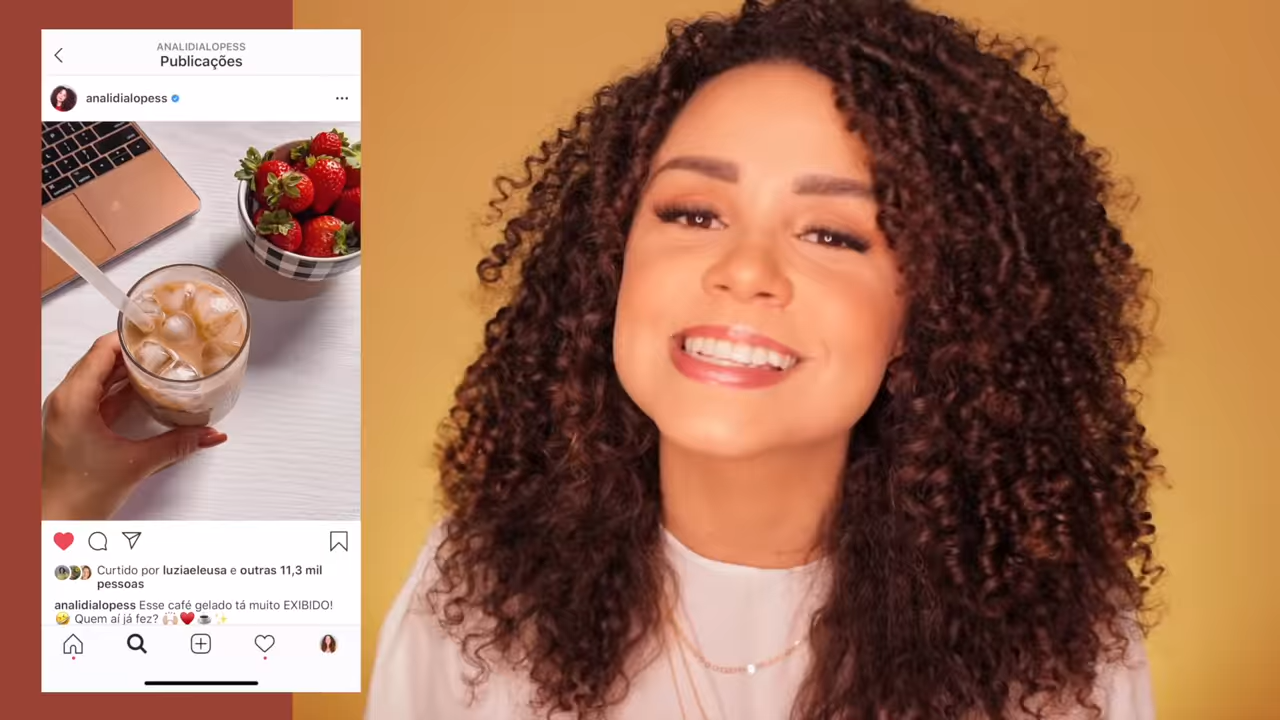 ANALIDIALOPESS
Publicações
analidialopess
Curtido por luziaeleusa e outras 11,3 mil
pessoas
analidialopess Esse café gelado tá muito EXIBIDO!
🤣 Quem aí já fez? 🙌🏻❤️☕✨